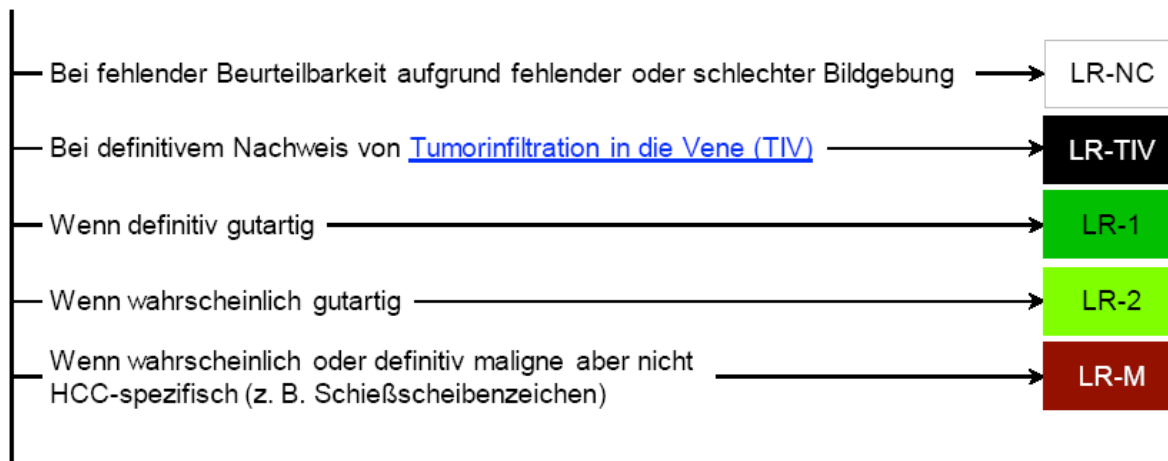 Bei fehlender Beurteilbarkeit aufgrund fehlender oder schlechter Bildgebung LR-NC
Bei definitivem Nachweis von Tumorinfiltration in die Vene (TIV) LR-TIV
Wenn definitiv gutartig LR-1
Wenn wahrscheinlich gutartig LR-2
Wenn wahrscheinlich oder definitiv maligne aber nicht
HCC-spezifisch (z. B. Schießscheibenzeichen) LR-M